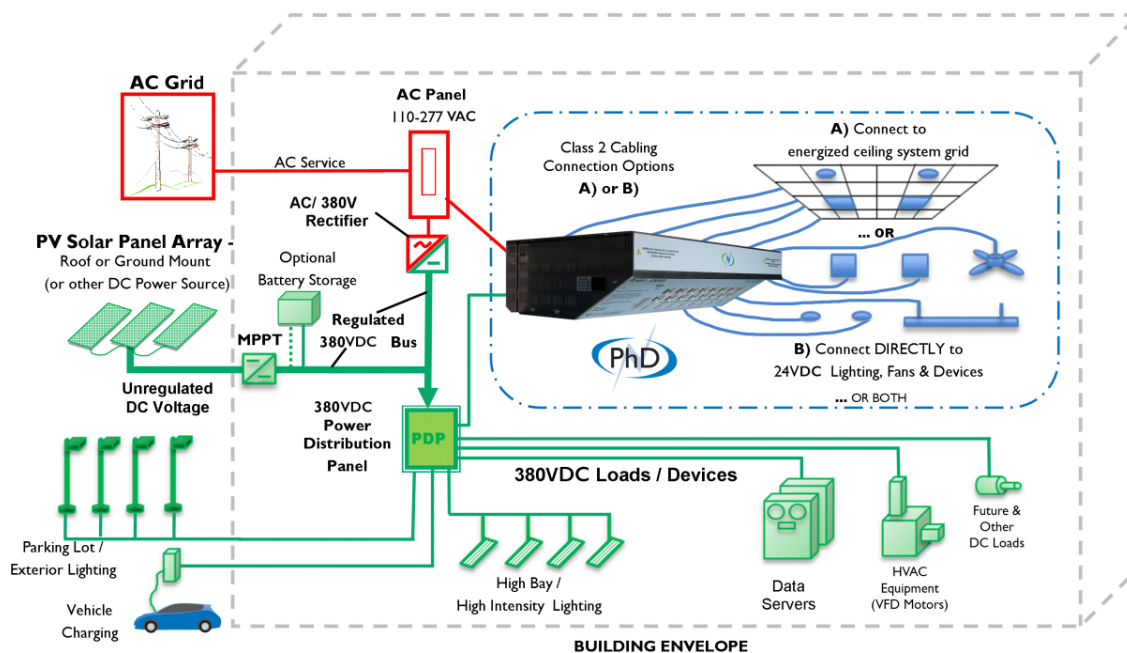 AC Grid
AC Service
AC Panel
110-277 VAC
AC/ 380V
Rectifier
PV Solar Panel Array -
Roof or Ground Mount
(or other DC Power Source)
Optional
Battery Storage
MPPT
Regulated
380VDC Bus
Unregulated
DC Voltage
380VDC
Power
Distribution
Panel
PDP
Class 2 Cabling
Connection Options
A) or B)
A) Connect to
energized ceiling system grid
... OR
PhD
B) Connect DIRECTLY to
24VDC Lighting, Fans & Devices
... OR BOTH
380VDC Loads / Devices
Parking Lot /
Exterior Lighting
Vehicle
Charging
High Bay /
High Intensity Lighting
Data
Servers
HVAC
Equipment
(VFD Motors)
Future &
Other
DC Loads
BUILDING ENVELOPE